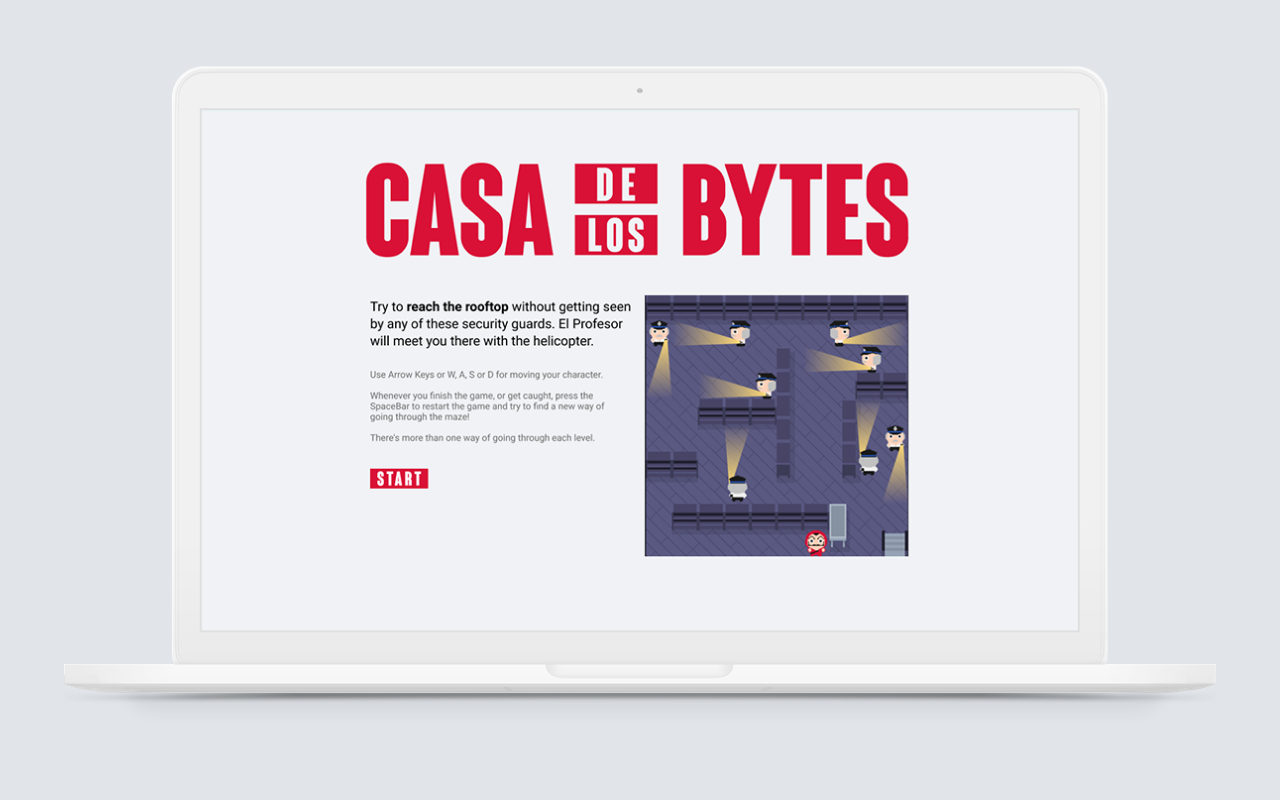 CASA DE LOS BYTES
Try to reach the rooftop without getting seen
by any of these security guards. El Profesor
will meet you there with the helicopter.
Use Arrow Keys or W, A, S or D for moving your character.
Whenever you finish the game, or get caught, press the
SpaceBar to restart the game and try to find a new way of
going through the maze!
There's more than one way of going through each level.
START